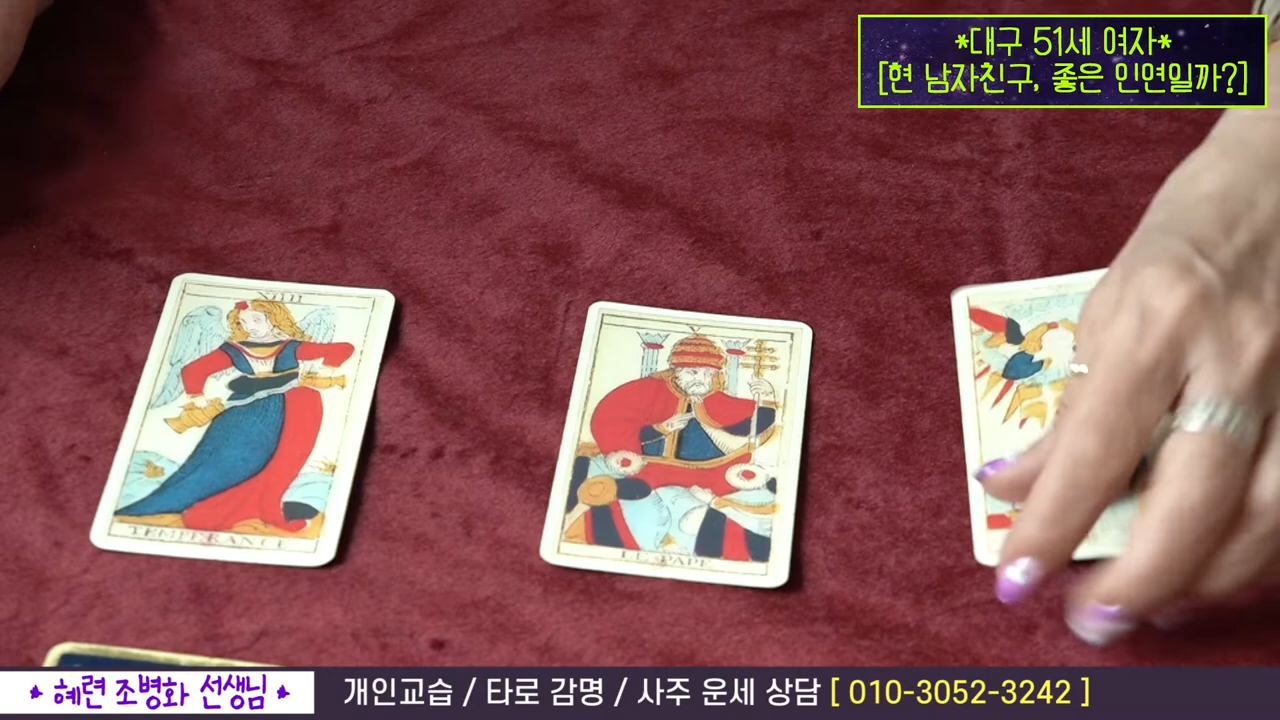 *대구 51세 여자*
[현 남자친구, 좋은 인연일까?]
VIIII
TEMPERANCE
V
LE PAPE
* 혜련 조병화 선생님 *
개인교습 / 타로 감명 / 사주 운세 상담 [ 010-3052-3242 ]